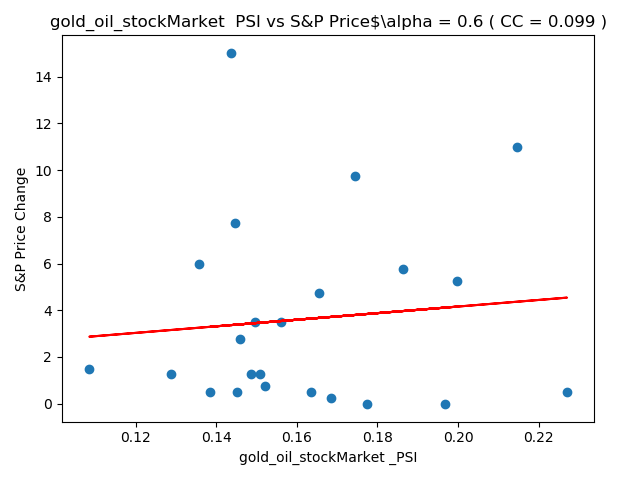 gold_oil_stockMarket  PSI vs S&P Price$\alpha = 0.6 ( CC = 0.099 )
S&P Price Change
14
12
10
8
6
4
2
0
0.12 0.14 0.16 0.18 0.20 0.22
gold_oil_stockMarket _PSI